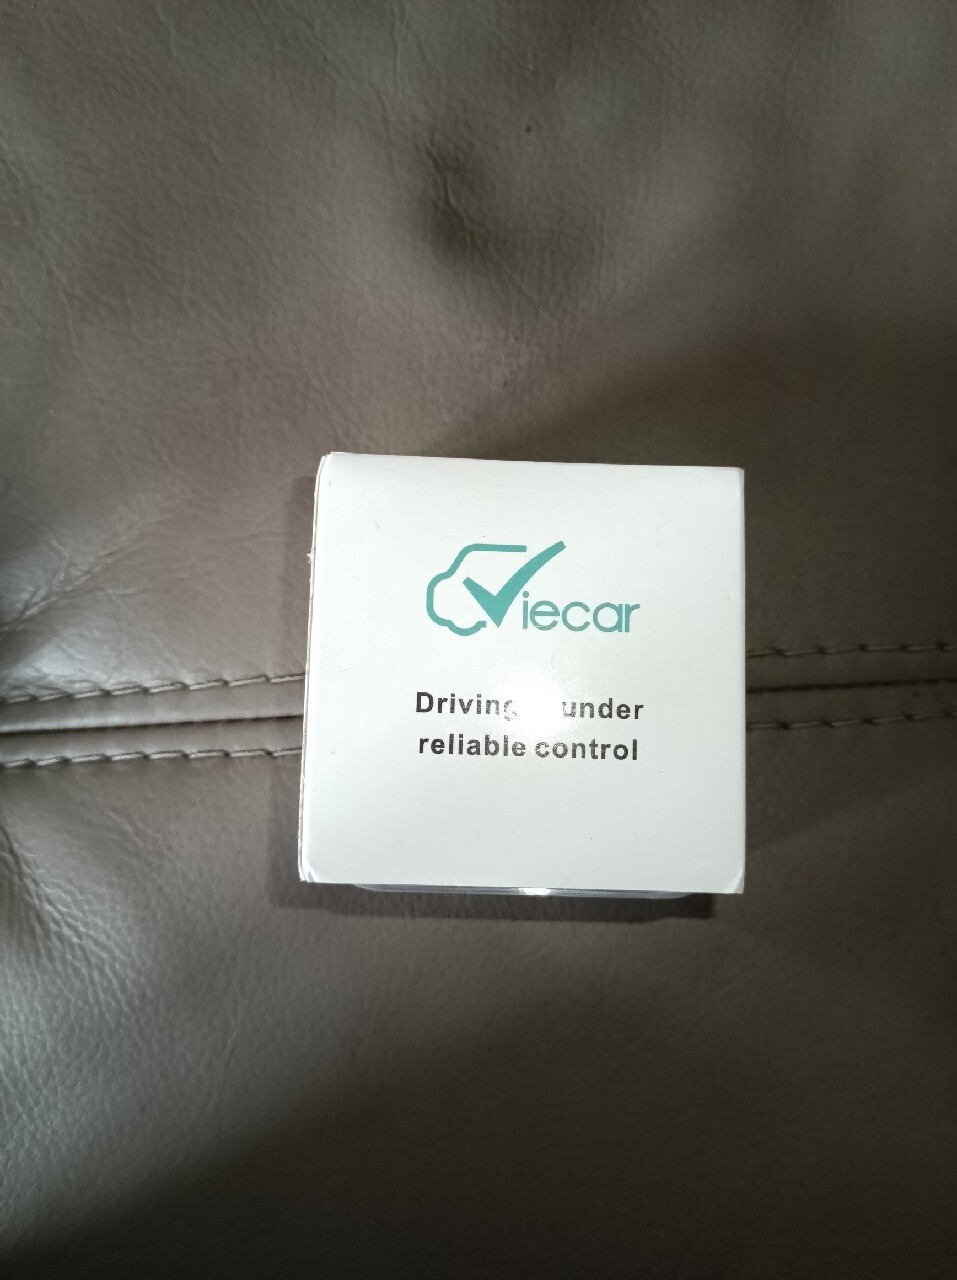 Viecar
Driving under
reliable control